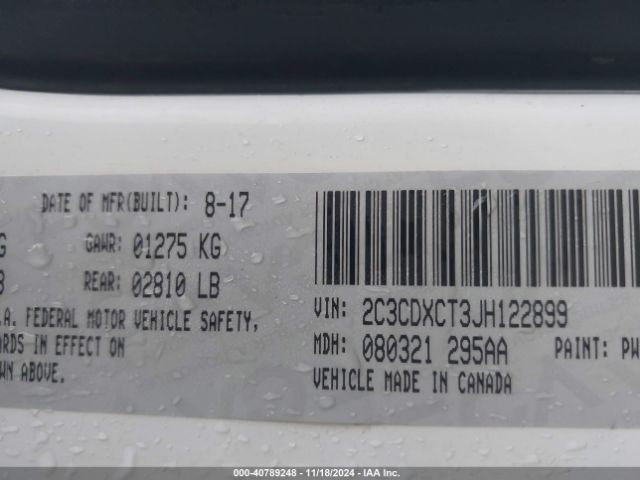 DATE OF MFR(BUILT): 8-17
G GAWR: 01275 KG
REAR: 02810 LB
.A. FEDERAL MOTOR VEHICLE SAFETY,
ARDS IN EFFECT ON
WN ABOVE.
VIN: 2C3CDXCT3JH122899
MDH: 080321 295AA PAINT: PW
VEHICLE MADE IN CANADA
000-40789248 - 11/18/2024 - IAA Inc.